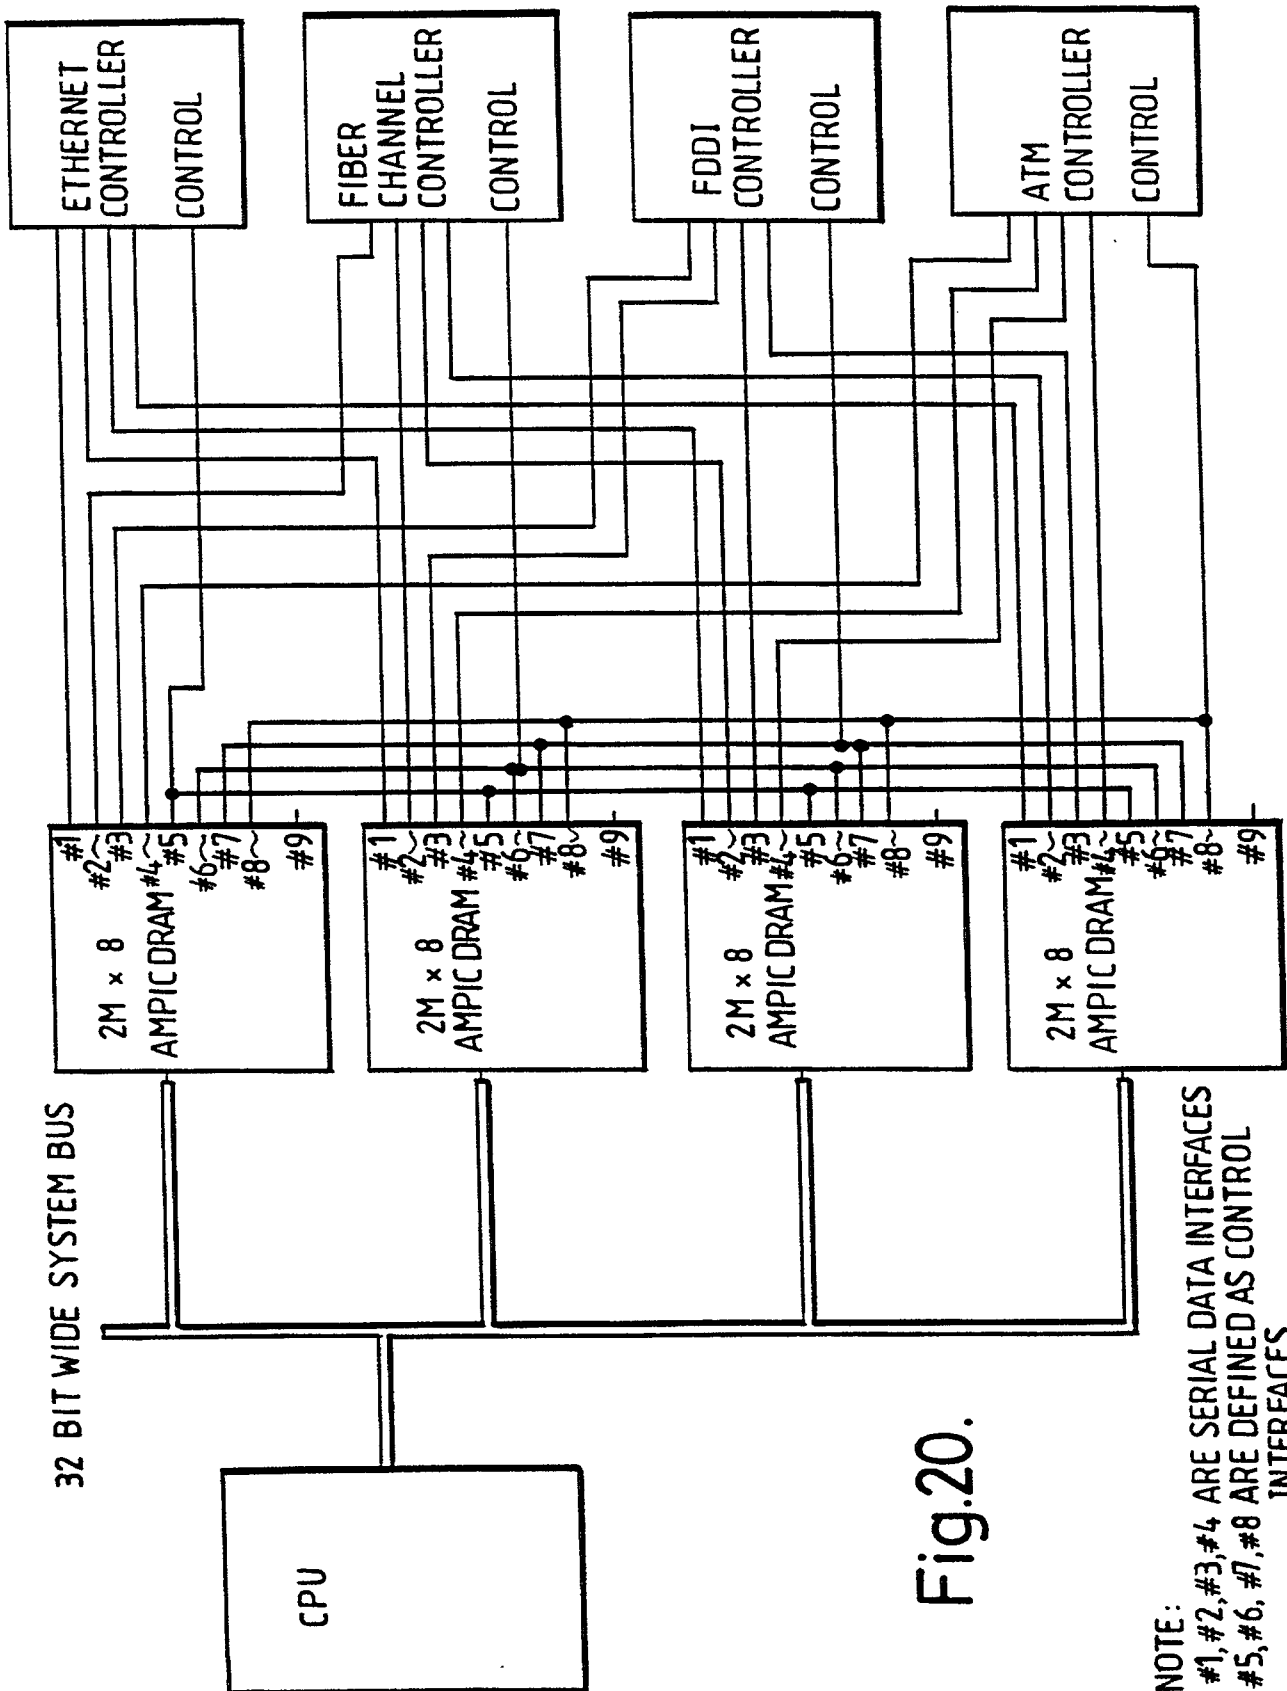 32 BIT WIDE SYSTEM BUS
CPU
2M × 8
AMPIC DRAM
#1
#2
#3
#4
#5
#6
#7
#8
#9
2M × 8
AMPIC DRAM
#1
#2
#3
#4
#5
#6
#7
#8
#9
2M × 8
AMPIC DRAM
#1
#2
#3
#4
#5
#6
#7
#8
#9
2M × 8
AMPIC DRAM
#1
#2
#3
#4
#5
#6
#7
#8
#9
ETHERNET
CONTROLLER
CONTROL
FIBER
CHANNEL
CONTROLLER
CONTROL
FDDI
CONTROLLER
CONTROL
ATM
CONTROLLER
CONTROL
Fig.20.
NOTE:
#1,#2,#3,#4 ARE SERIAL DATA INTERFACES
#5,#6, #7,#8 ARE DEFINED AS CONTROL
INTERFACES